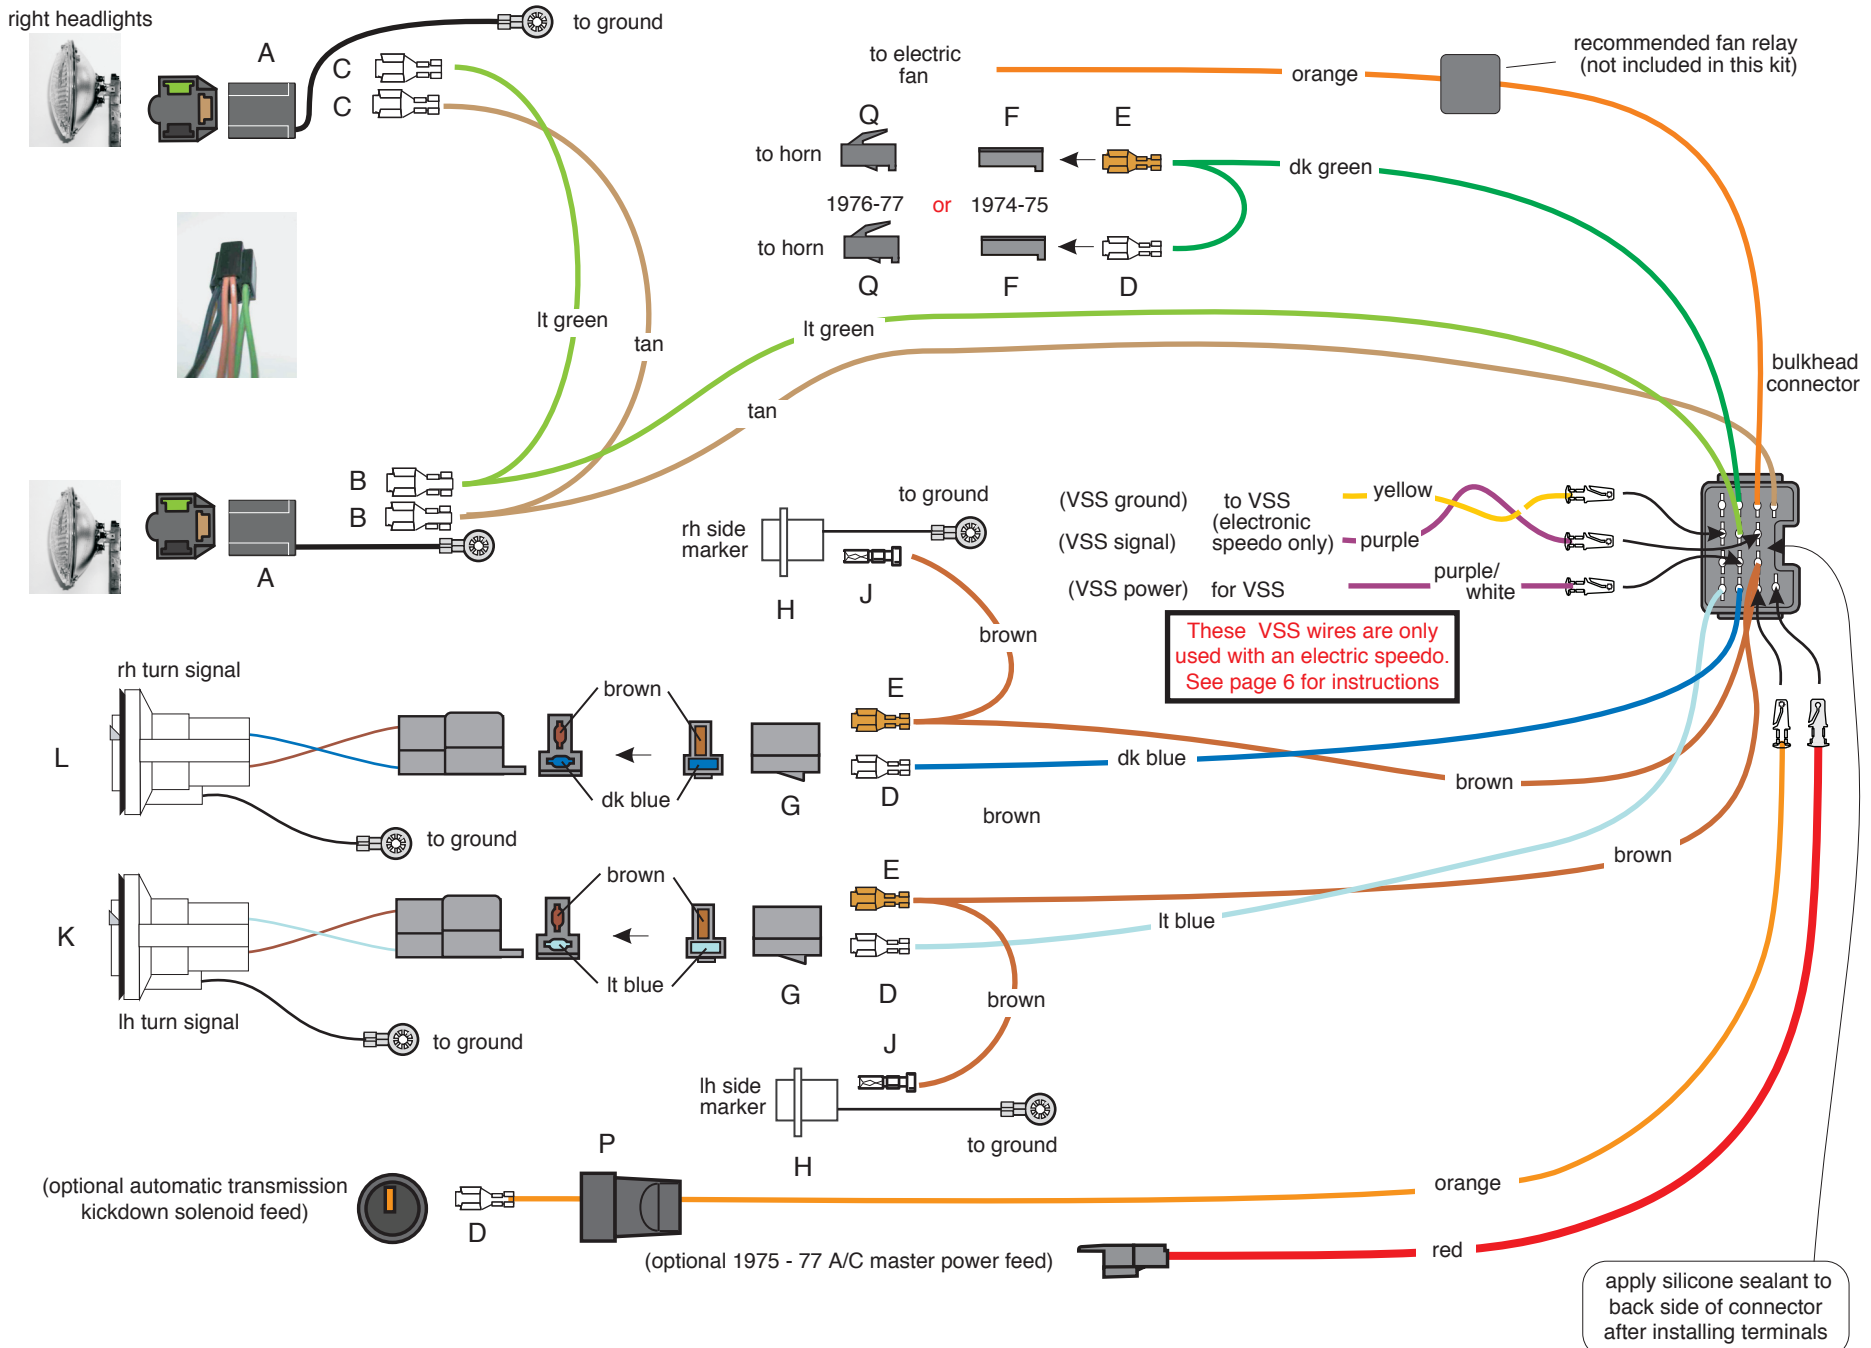 right headlights
A
to ground
C
C
to electric
fan
orange
recommended fan relay
(not included in this kit)
Q
F
E
to horn
dk green
1976-77 or 1974-75
to horn
Q
F
D
lt green
tan
lt green
tan
bulkhead
connector
B
B
A
to ground
rh side
marker
H
J
brown
(VSS ground)
to VSS
(electronic
speedo only)
yellow
(VSS signal)
purple
(VSS power)
for VSS
purple/
white
These VSS wires are only
used with an electric speedo.
See page 6 for instructions
rh turn signal
L
brown
dk blue
to ground
G
E
D
dk blue
brown
brown
brown
K
lh turn signal
brown
lt blue
to ground
G
E
D
lt blue
brown
J
lh side
marker
H
to ground
P
(optional automatic transmission
kickdown solenoid feed)
D
orange
(optional 1975 - 77 A/C master power feed)
red
apply silicone sealant to
back side of connector
after installing terminals